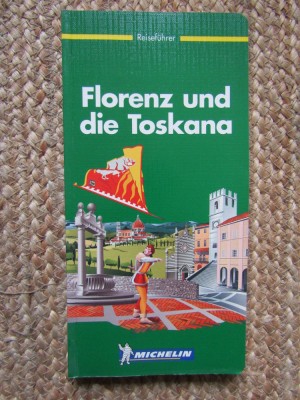 Reiseführer
Florenz und
die Toskana
MICHELIN